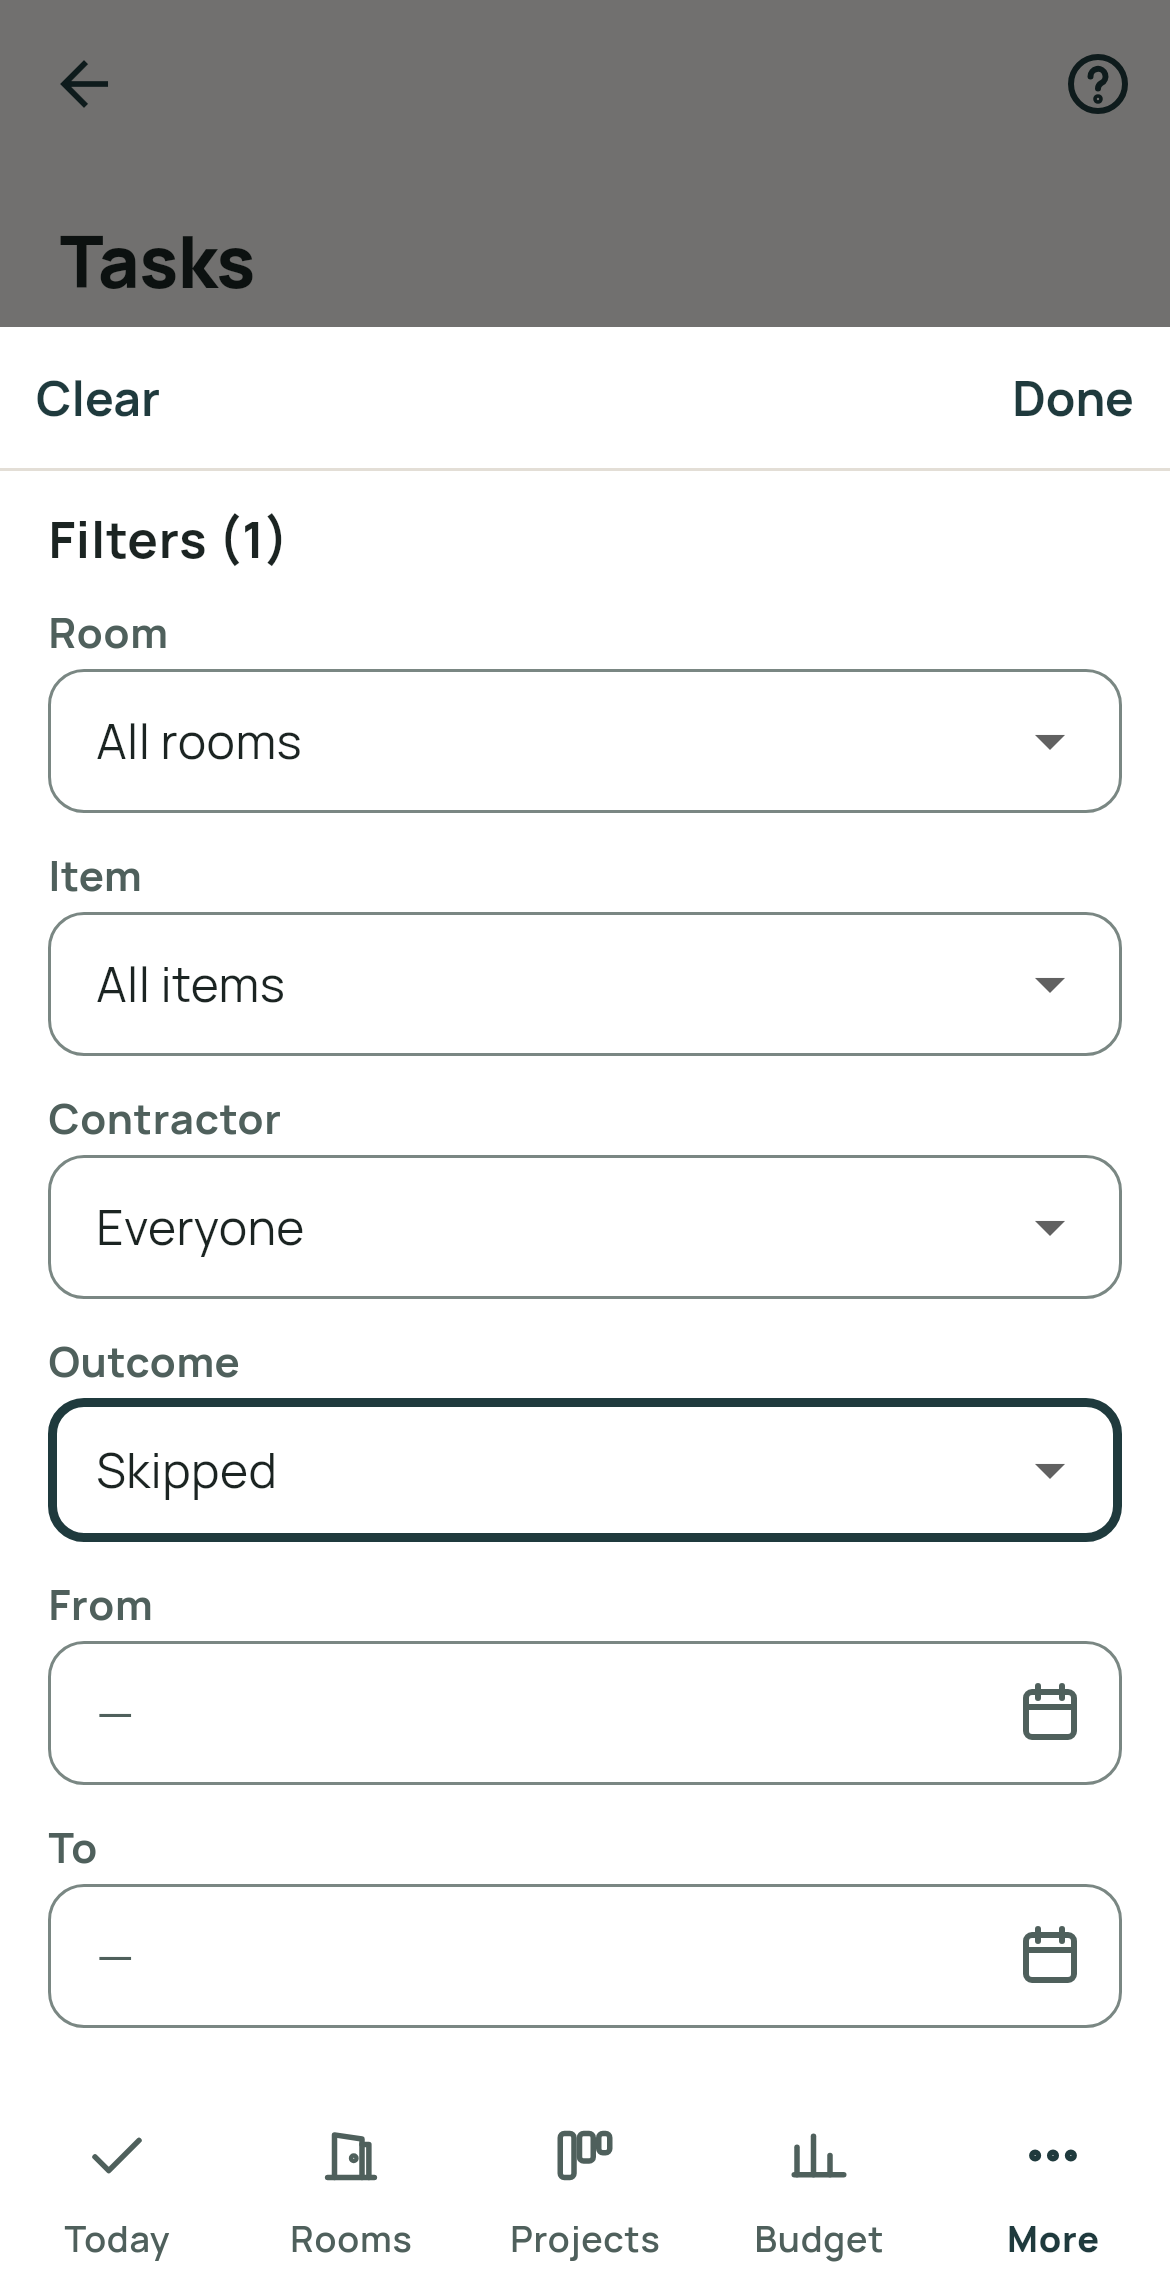 Tasks
Clear
Done
Filters (1)
Room
All rooms
Item
All items
Contractor
Everyone
Outcome
Skipped
From
—
To
—
Today
Rooms
Projects
Budget
More